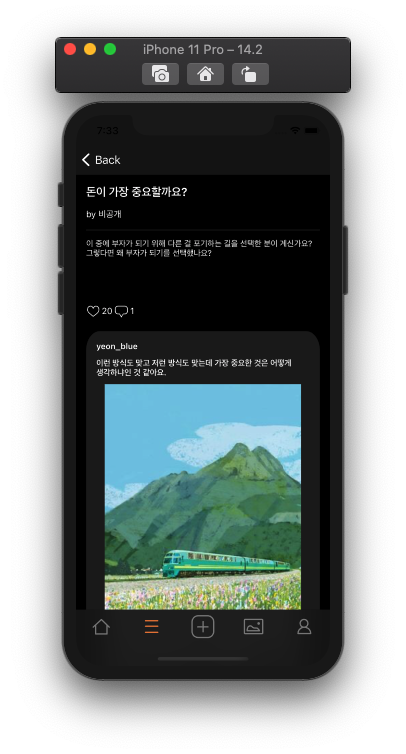 iPhone 11 Pro – 14.2
7:33
Back
돈이 가장 중요할까요?
by 비공개
이 중에 부자가 되기 위해 다른 걸 포기하는 길을 선택한 분이 계신가요?
그렇다면 왜 부자가 되기를 선택했나요?
20 1
yeon_blue
이런 방식도 맞고 저런 방식도 맞는데 가장 중요한 것은 어떻게
생각하냐인 것 같아요.